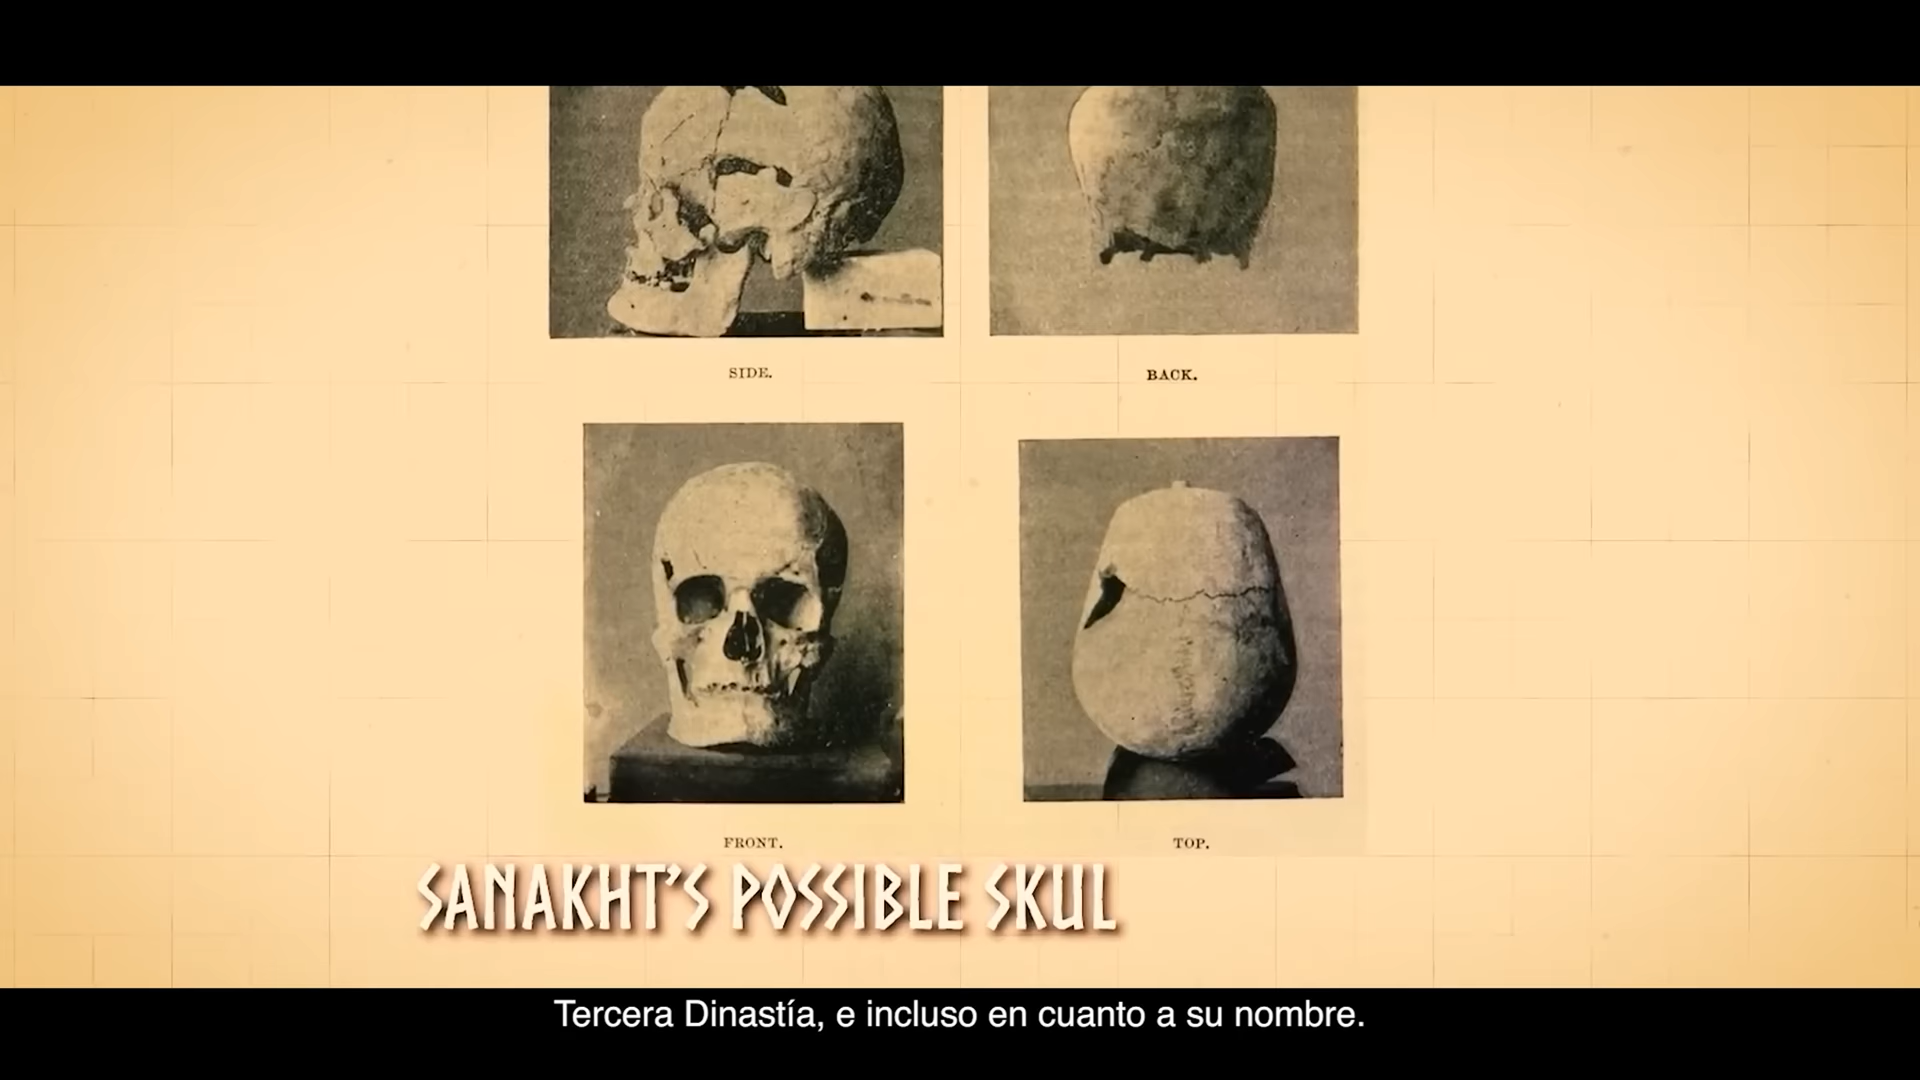 SIDE.
BACK.
FRONT.
TOP.
SANAKHT'S POSSIBLE SKUL
Tercera Dinastía, e incluso en cuanto a su nombre.